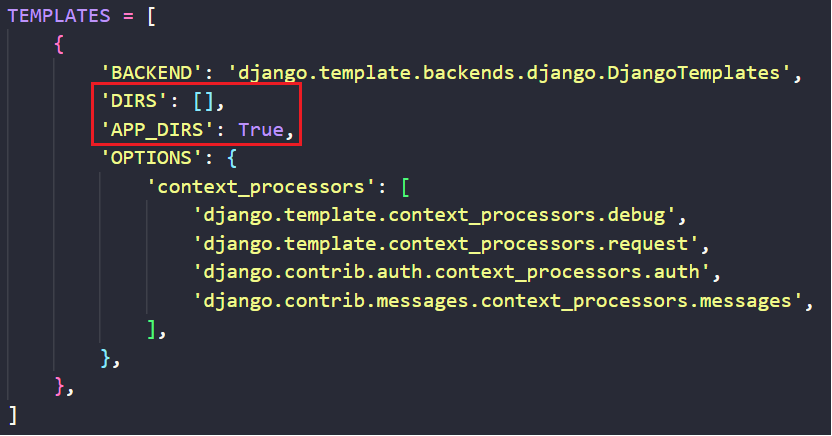 TEMPLATES = [
    {
        'BACKEND': 'django.template.backends.django.DjangoTemplates',
        'DIRS': [],
        'APP_DIRS': True,
        'OPTIONS': {
            'context_processors': [
                'django.template.context_processors.debug',
                'django.template.context_processors.request',
                'django.contrib.auth.context_processors.auth',
                'django.contrib.messages.context_processors.messages',
            ],
        },
    },
]